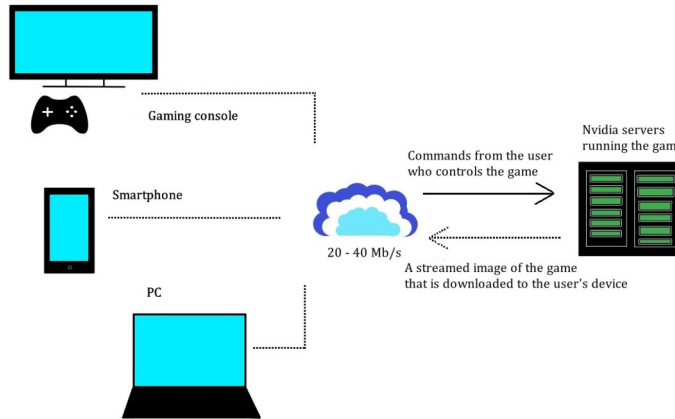 Gaming console
Nvidia servers
running the gam
Commands from the user
who controls the game
Smartphone
20 - 40 Mb/s
A streamed image of the game
that is downloaded to the user's device
PC